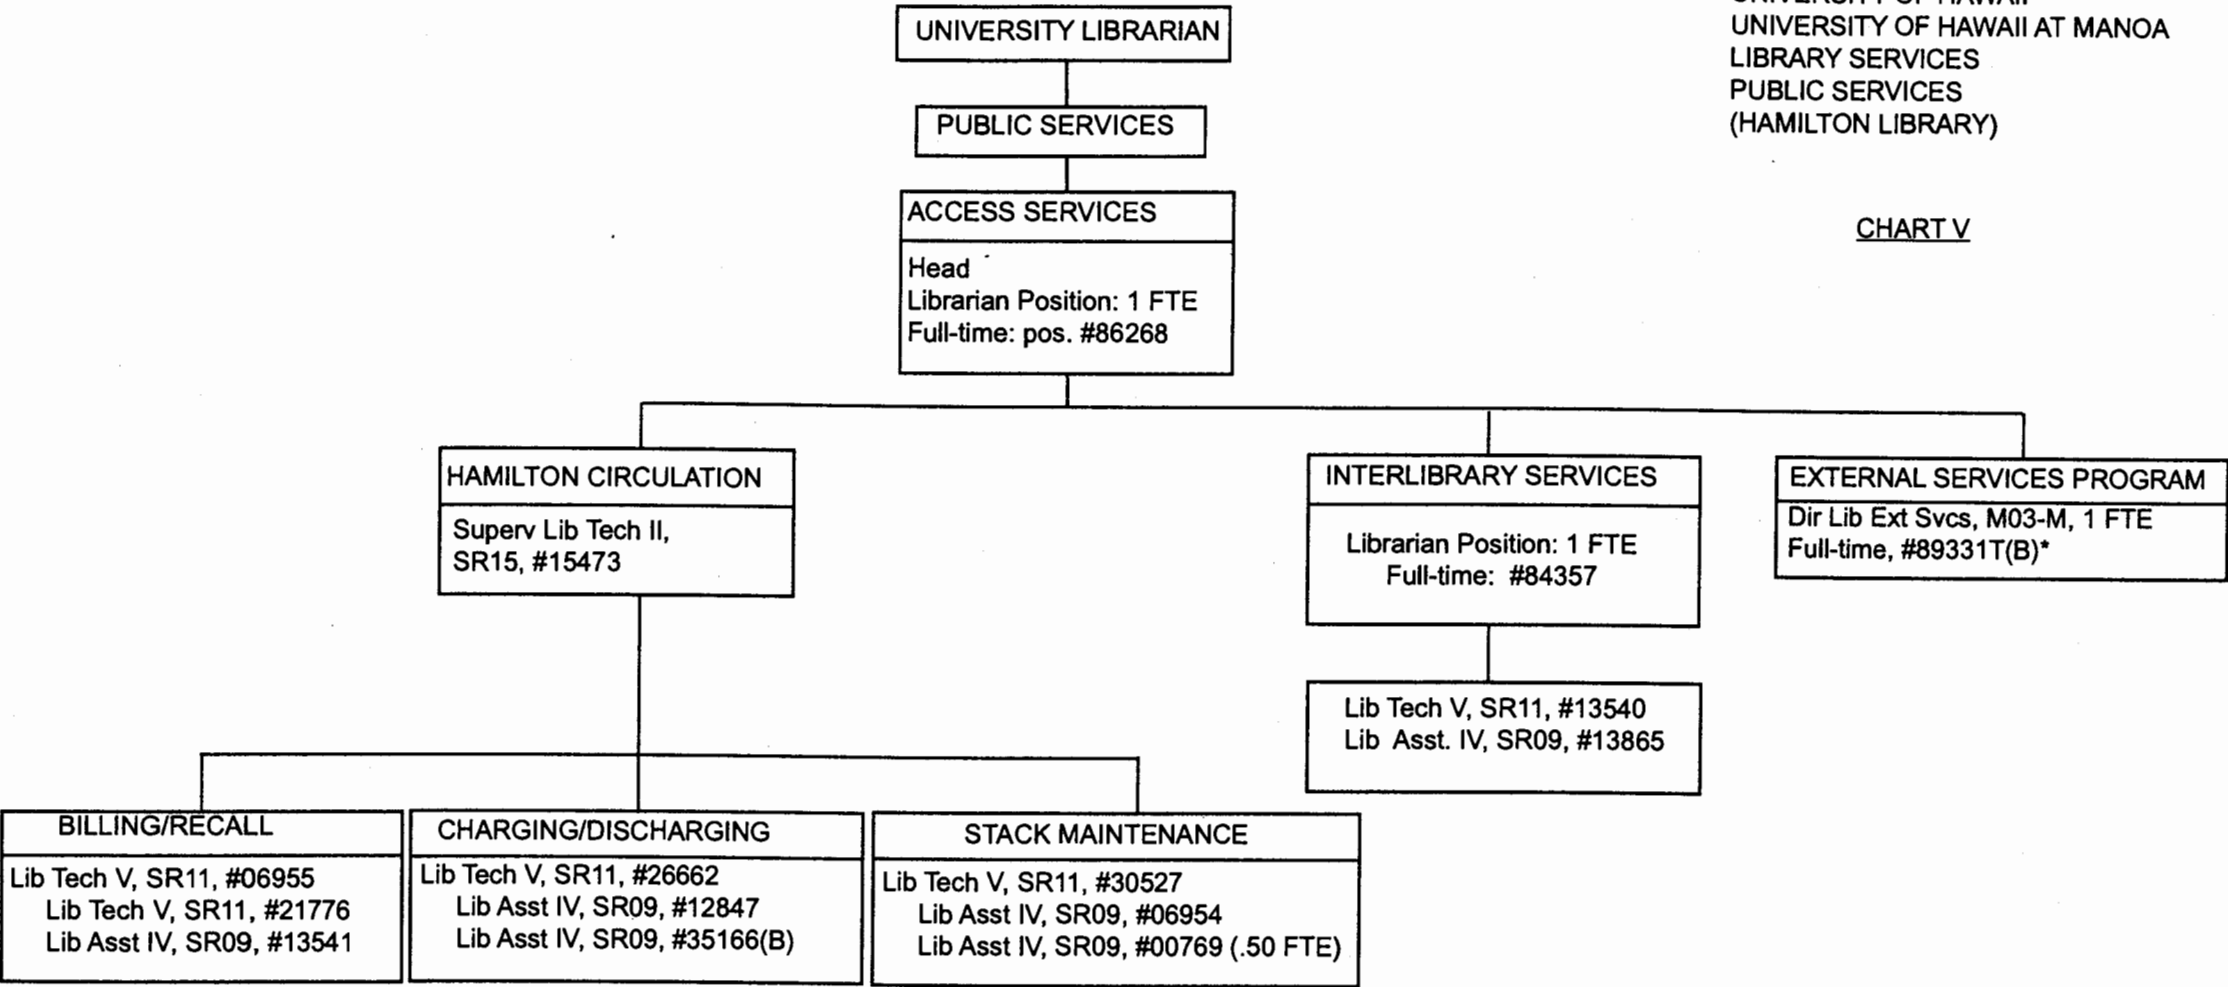 UNIVERSITY OF HAWAII
UNIVERSITY OF HAWAII AT MANOA
LIBRARY SERVICES
PUBLIC SERVICES
(HAMILTON LIBRARY)
CHART V
UNIVERSITY LIBRARIAN
PUBLIC SERVICES
ACCESS SERVICES
Head
Librarian Position: 1 FTE
Full-time: pos. #86268
HAMILTON CIRCULATION
Superv Lib Tech II,
SR15, #15473
INTERLIBRARY SERVICES
Librarian Position: 1 FTE
Full-time: #84357
EXTERNAL SERVICES PROGRAM
Dir Lib Ext Svcs, M03-M, 1 FTE
Full-time, #89331T(B)*
Lib Tech V, SR11, #13540
Lib Asst. IV, SR09, #13865
BILLING/RECALL
Lib Tech V, SR11, #06955
Lib Tech V, SR11, #21776
Lib Asst IV, SR09, #13541
CHARGING/DISCHARGING
Lib Tech V, SR11, #26662
Lib Asst IV, SR09, #12847
Lib Asst IV, SR09, #35166(B)
STACK MAINTENANCE
Lib Tech V, SR11, #30527
Lib Asst IV, SR09, #06954
Lib Asst IV, SR09, #00769 (.50 FTE)